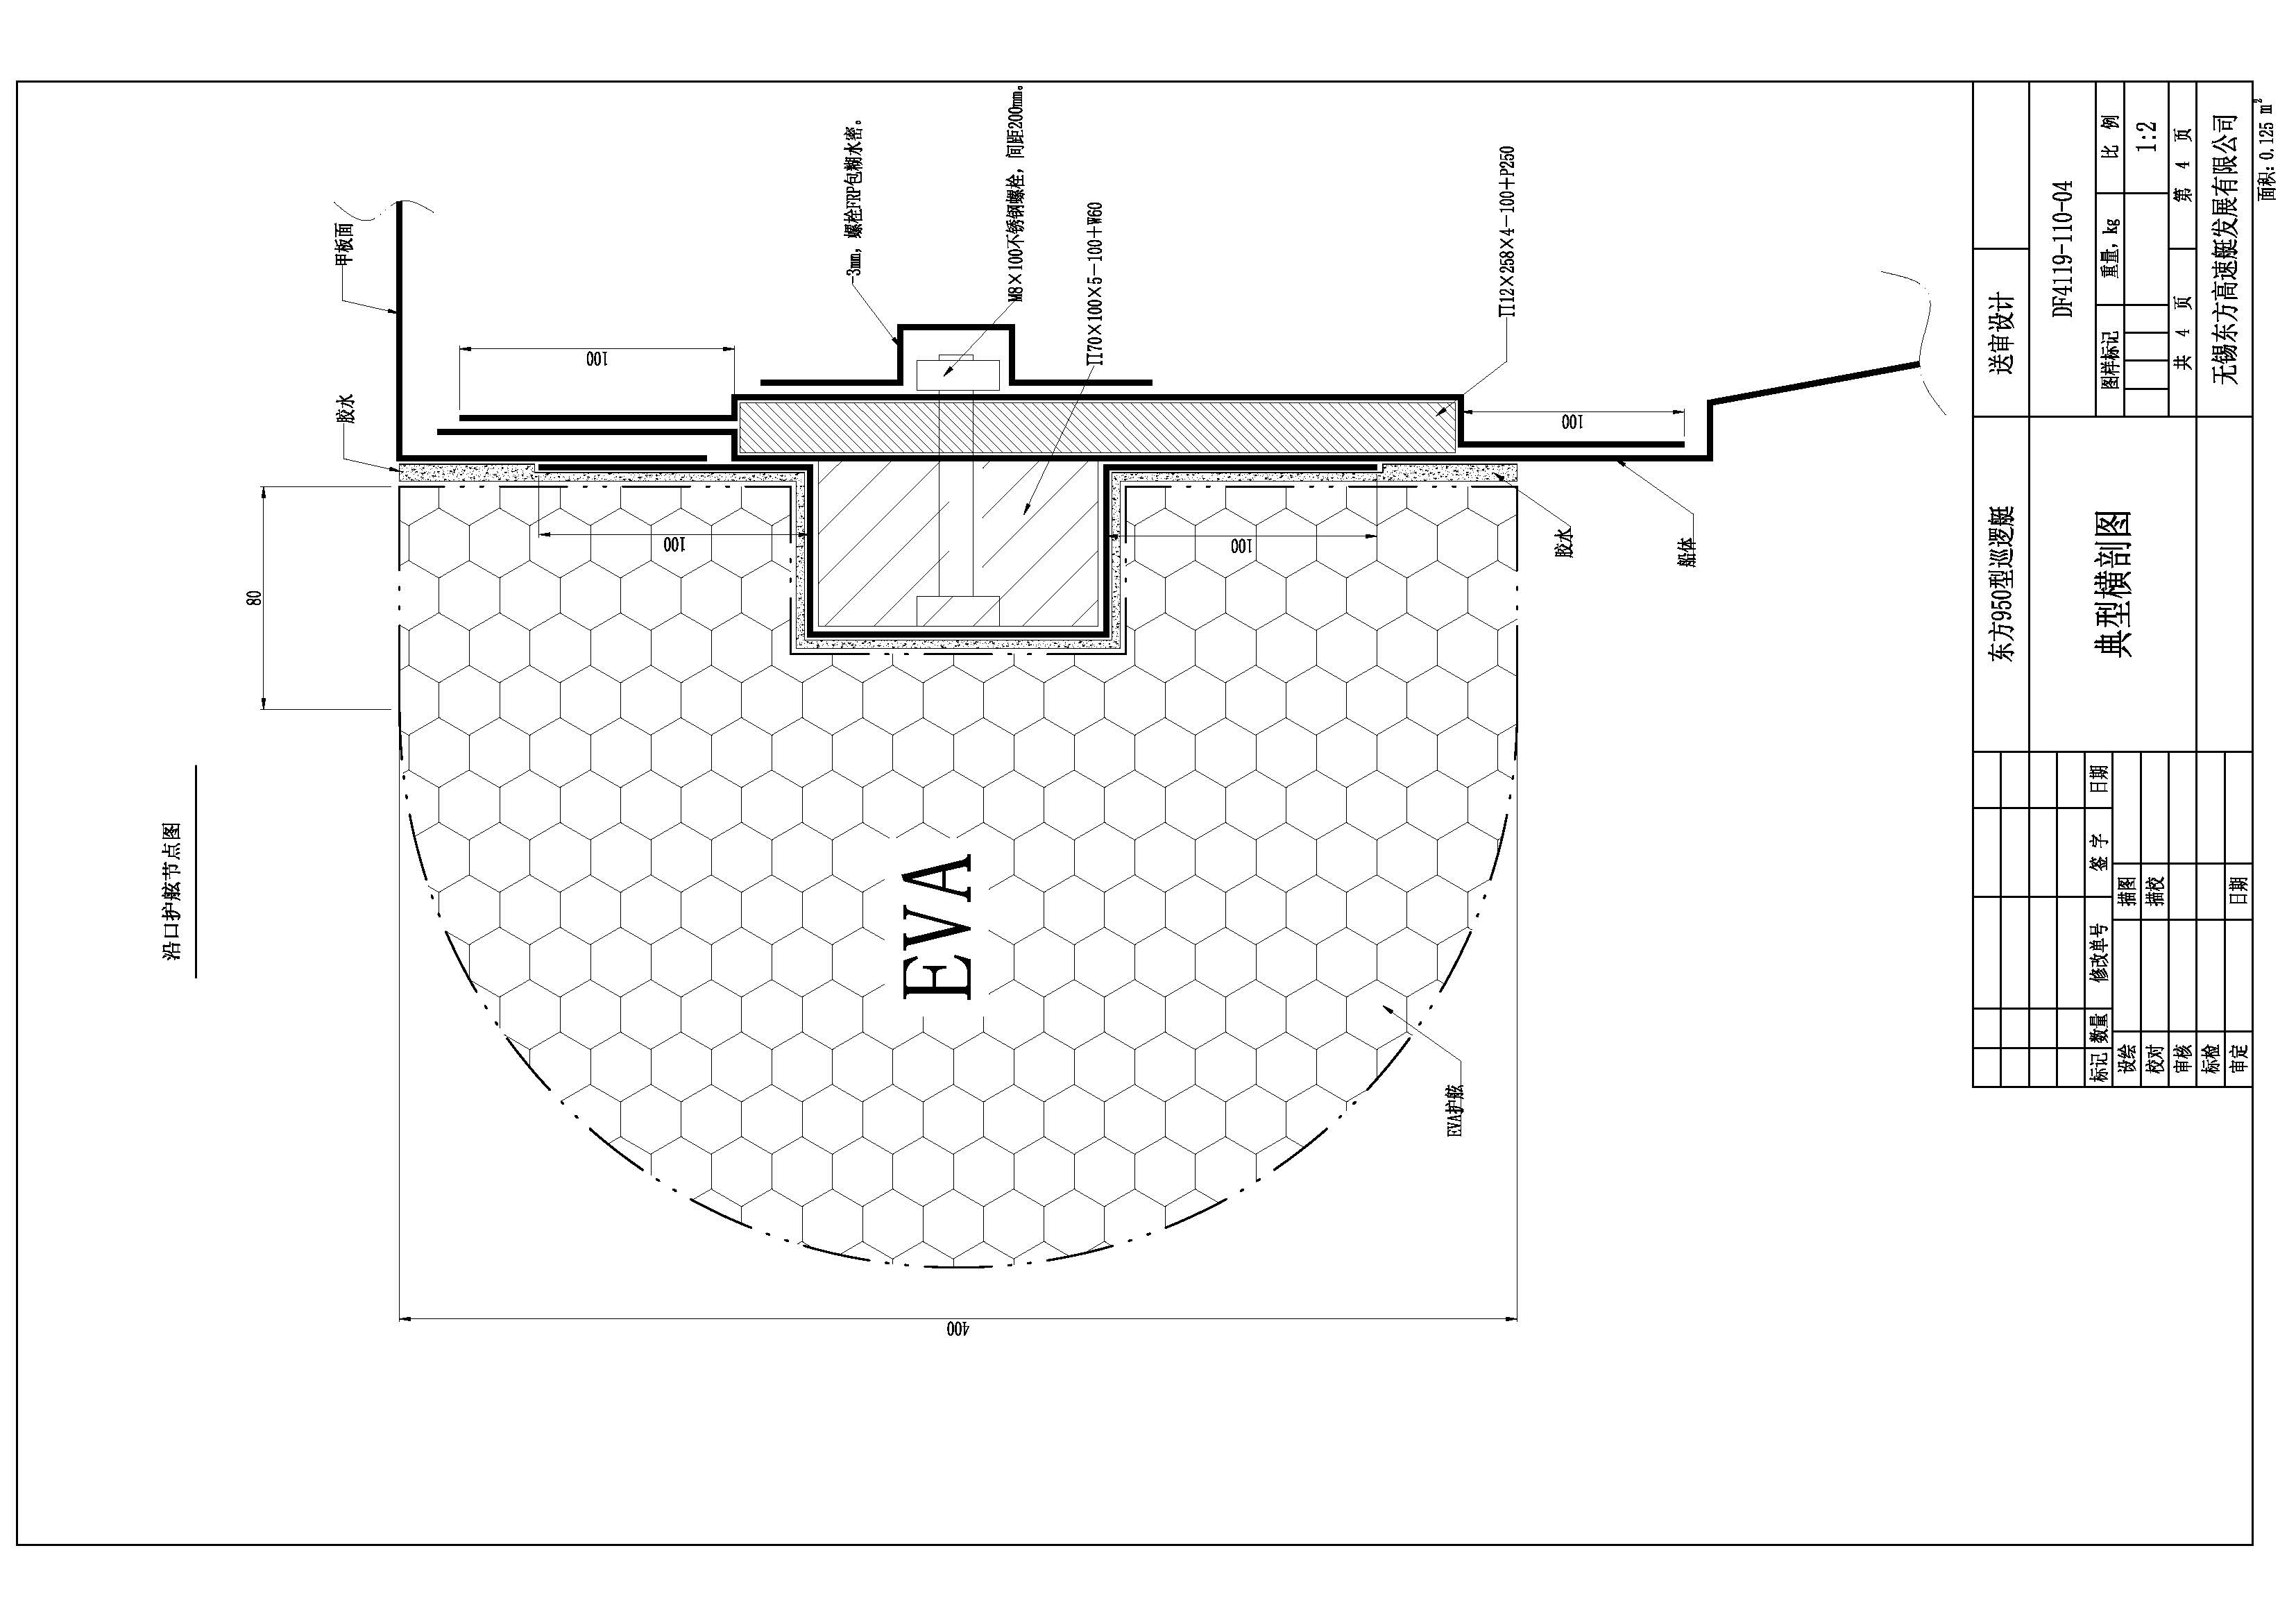 沿口护舷节点图
甲板面
胶水
-3mm，螺栓FRP包糊水密。
M8×100不锈钢螺栓，间距200mm。
TT70×100×5-100+W60
TT12×258×4-100+P250
100
100
100
100
80
400
胶水
船体
EVA
EVA护舷
东方950型巡逻艇
送审设计
典型横剖图
DF4119-110-04
图样标记
重量，kg
比 例
1:2
共 4 页
第 4 页
无锡东方高速艇发展有限公司
标记
数量
修改单号
签 字
日期
设绘
描图
校对
描校
审核
标检
审定
日期
面积：0.125 m²